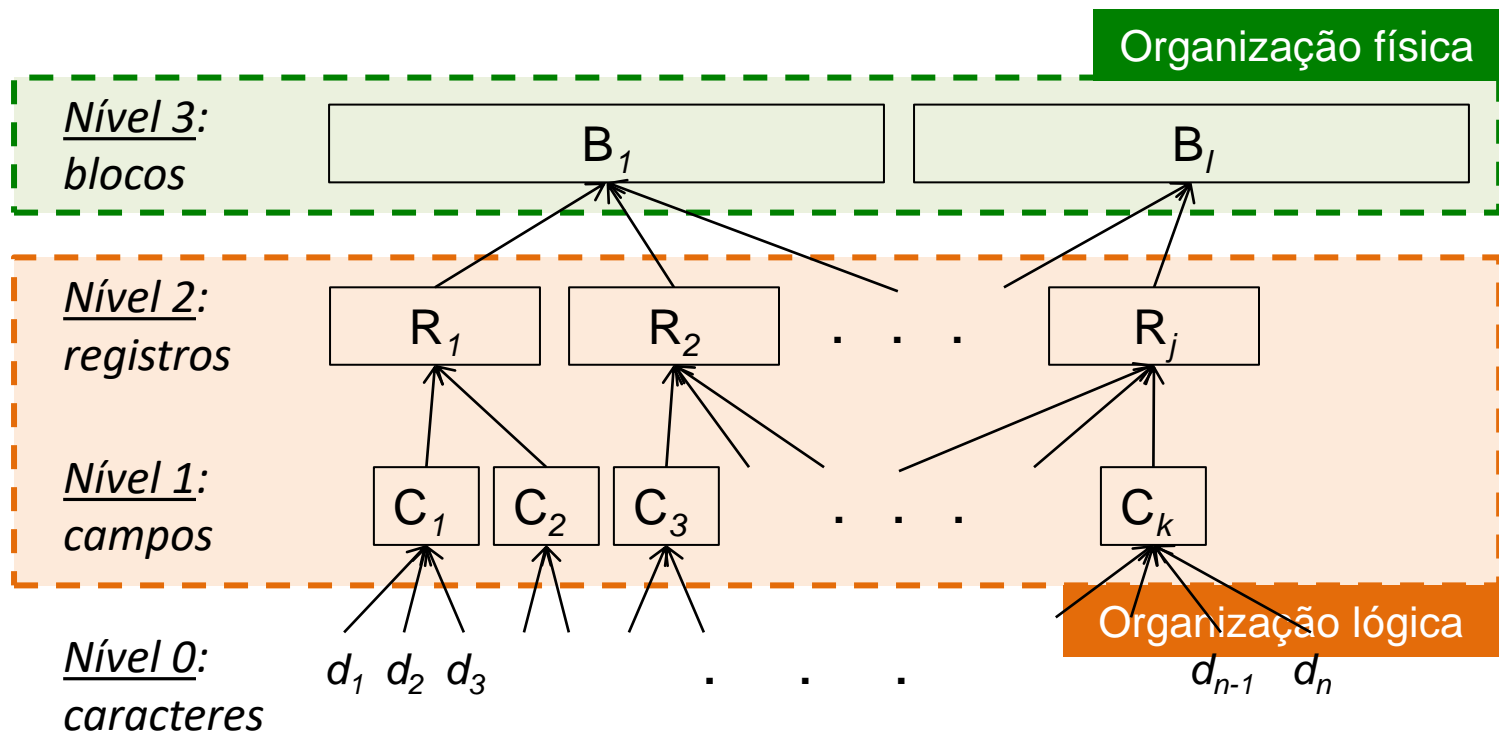 Organização física
Nível 3:
blocos
B1
Bl
Nível 2:
registros
R1
R2
. . .
Rj
Nível 1:
campos
C1
C2
C3
. . .
Ck
Organização lógica
Nível 0:
caracteres
d1 d2 d3 . . . dn-1 dn